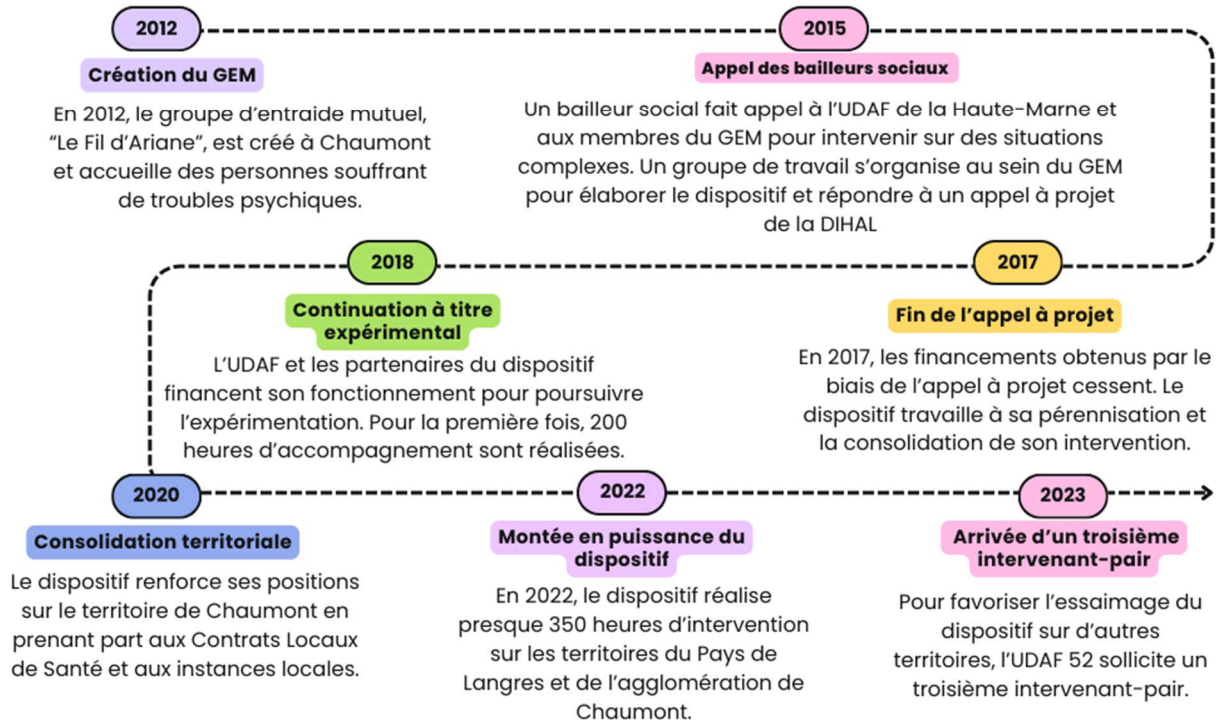 2012
Création du GEM
En 2012, le groupe d’entraide mutuel,
“Le Fil d’Ariane”, est créé à Chaumont
et accueille des personnes souffrant
de troubles psychiques.
2015
Appel des bailleurs sociaux
Un bailleur social fait appel à l’UDAF de la Haute-Marne et
aux membres du GEM pour intervenir sur des situations
complexes. Un groupe de travail s’organise au sein du GEM
pour élaborer le dispositif et répondre à un appel à projet
de la DIHAL
2017
Fin de l’appel à projet
En 2017, les financements obtenus par le
biais de l’appel à projet cessent. Le
dispositif travaille à sa pérennisation et
la consolidation de son intervention.
2018
Continuation à titre
expérimental
L’UDAF et les partenaires du dispositif
financent son fonctionnement pour poursuivre
l’expérimentation. Pour la première fois, 200
heures d’accompagnement sont réalisées.
2020
Consolidation territoriale
Le dispositif renforce ses positions
sur le territoire de Chaumont en
prenant part aux Contrats Locaux
de Santé et aux instances locales.
2022
Montée en puissance du
dispositif
En 2022, le dispositif réalise
presque 350 heures d’intervention
sur les territoires du Pays de
Langres et de l’agglomération de
Chaumont.
2023
Arrivée d’un troisième
intervenant-pair
Pour favoriser l’essaimage du
dispositif sur d’autres
territoires, l’UDAF 52 sollicite un
troisième intervenant-pair.